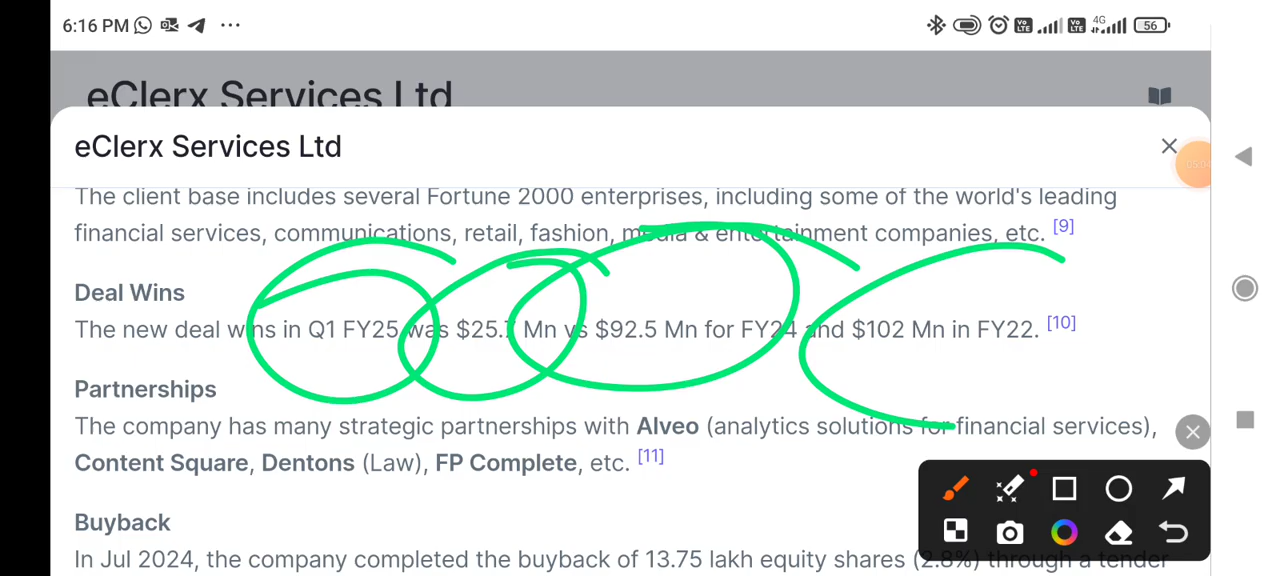 6:16 PM ...
4G 56
eClerx Services Ltd
eClerx Services Ltd
The client base includes several Fortune 2000 enterprises, including some of the world's leading
financial services, communications, retail, fashion, media & entertainment companies, etc. [9]
Deal Wins
The new deal wins in Q1 FY25 was $25.7 Mn vs $92.5 Mn for FY24 and $102 Mn in FY22. [10]
Partnerships
The company has many strategic partnerships with Alveo (analytics solutions for financial services),
Content Square, Dentons (Law), FP Complete, etc. [11]
Buyback
In Jul 2024, the company completed the buyback of 13.75 lakh equity shares (2.8%) through a tender